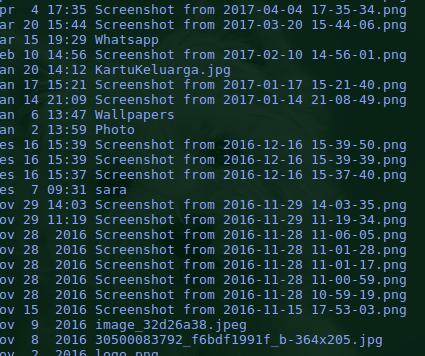 pr 4 17:35 Screenshot from 2017-04-04 17-35-34.png
ar 20 15:44 Screenshot from 2017-03-20 15-44-06.png
ar 15 19:29 Whatsapp
eb 10 14:56 Screenshot from 2017-02-10 14-56-01.png
an 20 14:12 KartuKeluarga.jpg
an 17 15:21 Screenshot from 2017-01-17 15-21-40.png
an 14 21:09 Screenshot from 2017-01-14 21-08-49.png
an 6 13:47 Wallpapers
an 2 13:59 Photo
es 16 15:39 Screenshot from 2016-12-16 15-39-50.png
es 16 15:39 Screenshot from 2016-12-16 15-39-39.png
es 16 15:37 Screenshot from 2016-12-16 15-37-40.png
es 7 09:31 sara
ov 29 14:03 Screenshot from 2016-11-29 14-03-35.png
ov 29 11:19 Screenshot from 2016-11-29 11-19-34.png
ov 28 2016 Screenshot from 2016-11-28 11-06-05.png
ov 28 2016 Screenshot from 2016-11-28 11-01-28.png
ov 28 2016 Screenshot from 2016-11-28 11-01-17.png
ov 28 2016 Screenshot from 2016-11-28 11-00-59.png
ov 28 2016 Screenshot from 2016-11-28 10-59-19.png
ov 15 2016 Screenshot from 2016-11-15 17-53-03.png
ov 9 2016 image_32d26a38.jpeg
ov 8 2016 30500083792_f6bdf1991f_b-364x205.jpg
ov 2 2016 logo.png